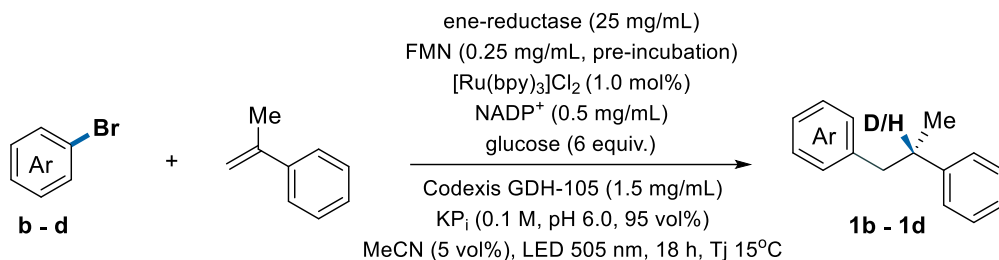 ene-reductase (25 mg/mL)
FMN (0.25 mg/mL, pre-incubation)
[Ru(bpy)₃]Cl₂ (1.0 mol%)
NADP⁺ (0.5 mg/mL)
glucose (6 equiv.)
Codexis GDH-105 (1.5 mg/mL)
KPᵢ (0.1 M, pH 6.0, 95 vol%)
MeCN (5 vol%), LED 505 nm, 18 h, Tj 15°C
Br
Ar
b - d
+
Me
Ar
D/H
Me
1b - 1d